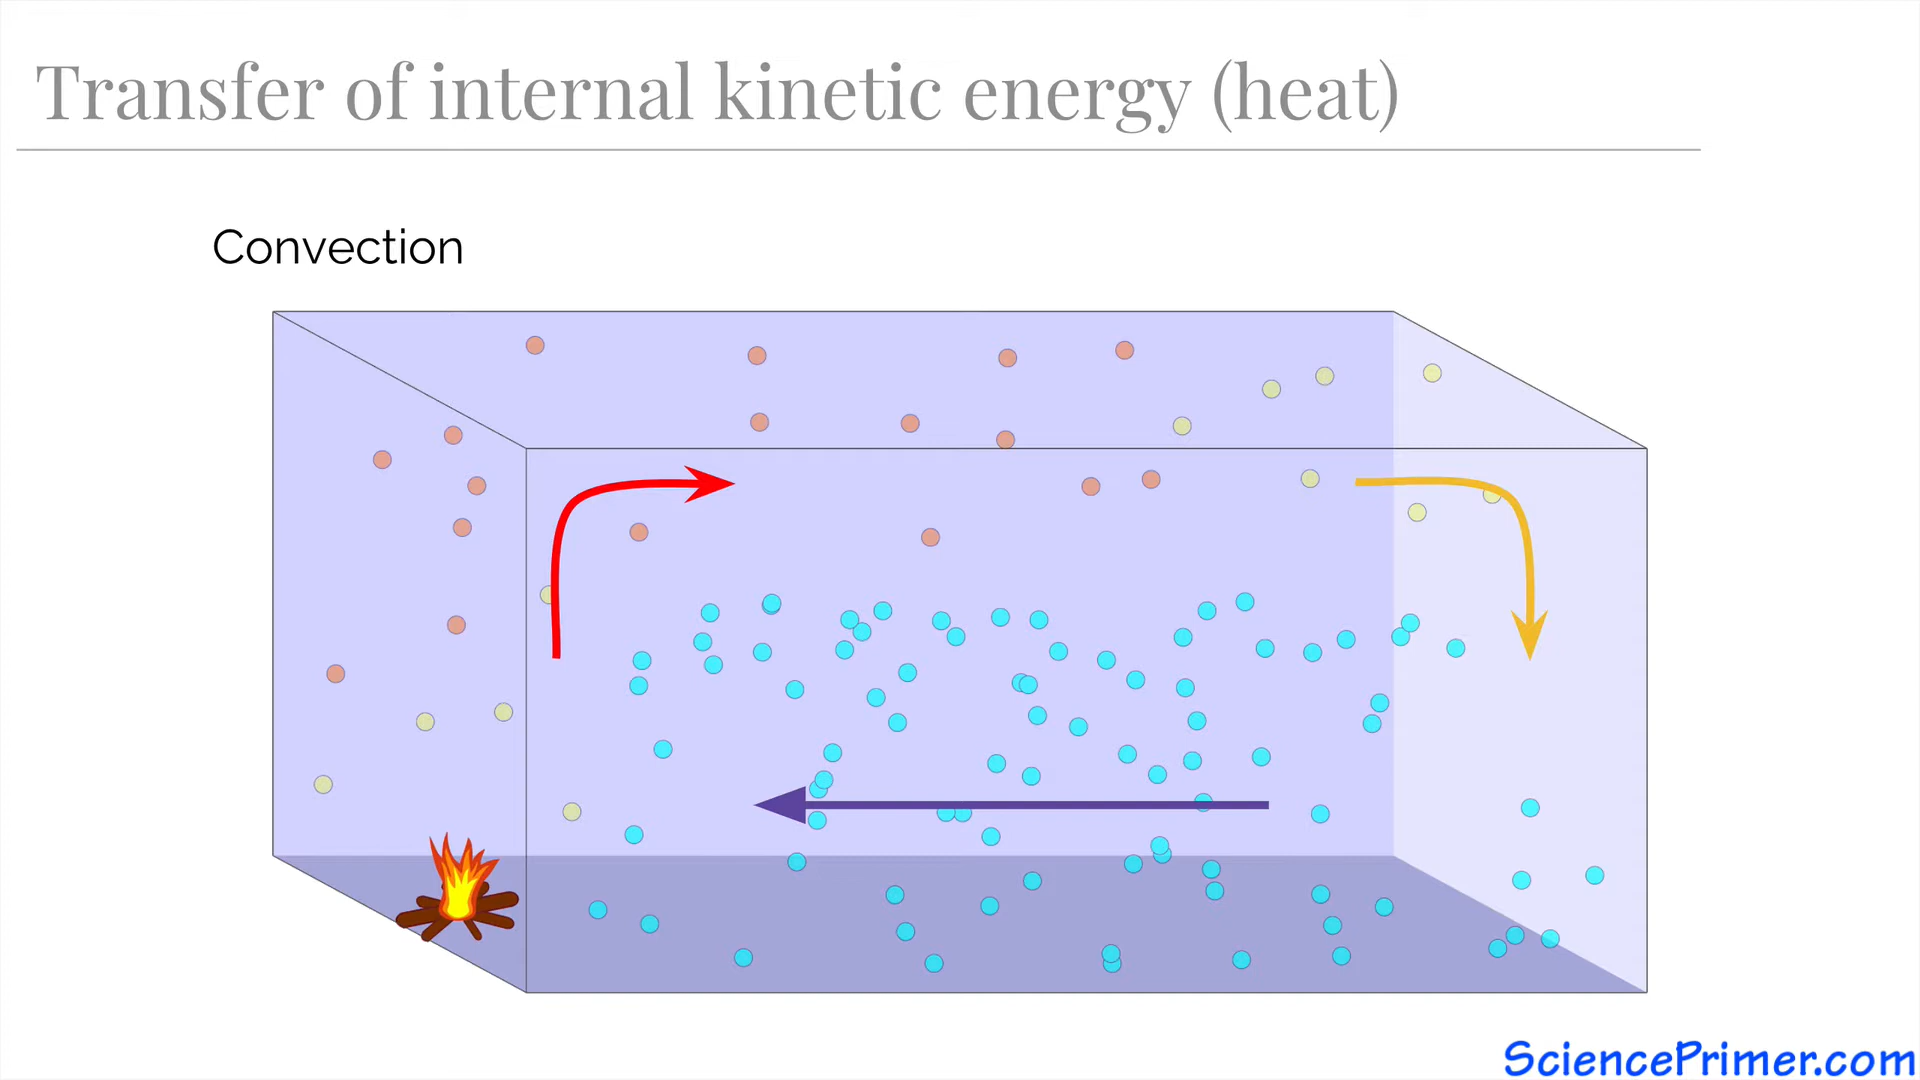 Transfer of internal kinetic energy (heat)
Convection
SciencePrimer.com